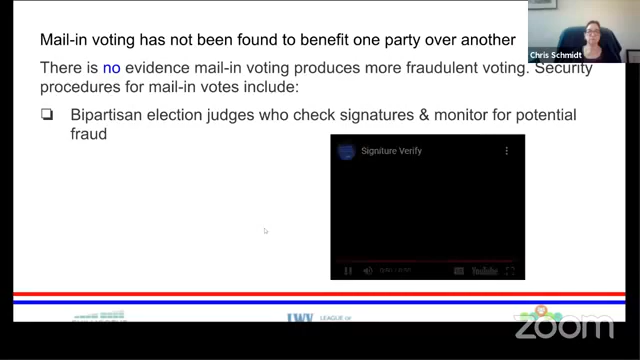 Mail-in voting has not been found to benefit one party over another
There is no evidence mail-in voting produces more fraudulent voting. Security
procedures for mail-in votes include:
❏ Bipartisan election judges who check signatures & monitor for potential
fraud
Chris Schmidt
Signiture Verify
YouTube
LWV LEAGUE OF
zoom